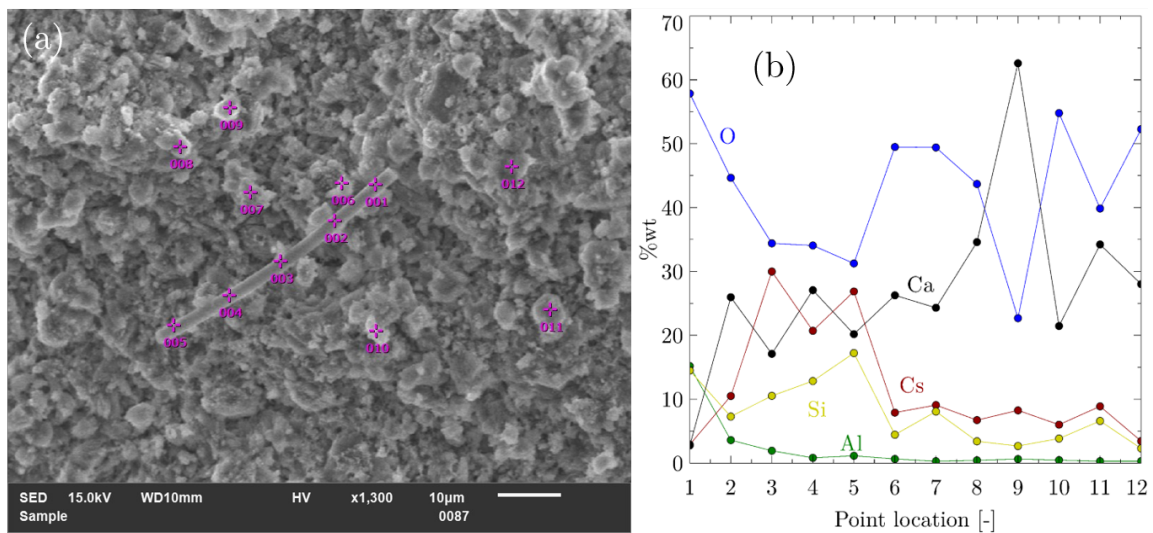 (a)
009
008
012
006
001
007
002
003
004
011
005
010
SED 15.0kV WD10mm HV x1,300 10µm
Sample 0087
70
(b)
60
50
O
%wt
40
30
Ca
20
Cs
10
Si
Al
0
1 2 3 4 5 6 7 8 9 10 11 12
Point location [-]